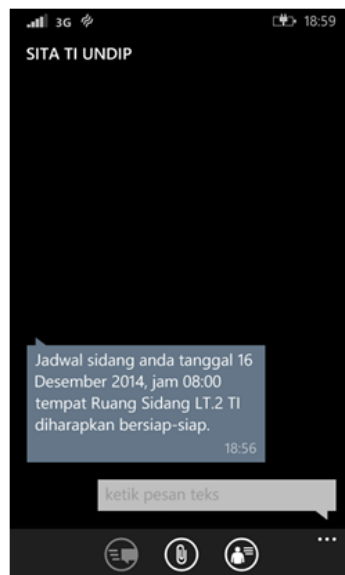 3G 18:59
SITA TI UNDIP
Jadwal sidang anda tanggal 16
Desember 2014, jam 08:00
tempat Ruang Sidang LT.2 TI
diharapkan bersiap-siap.
18:56
ketik pesan teks